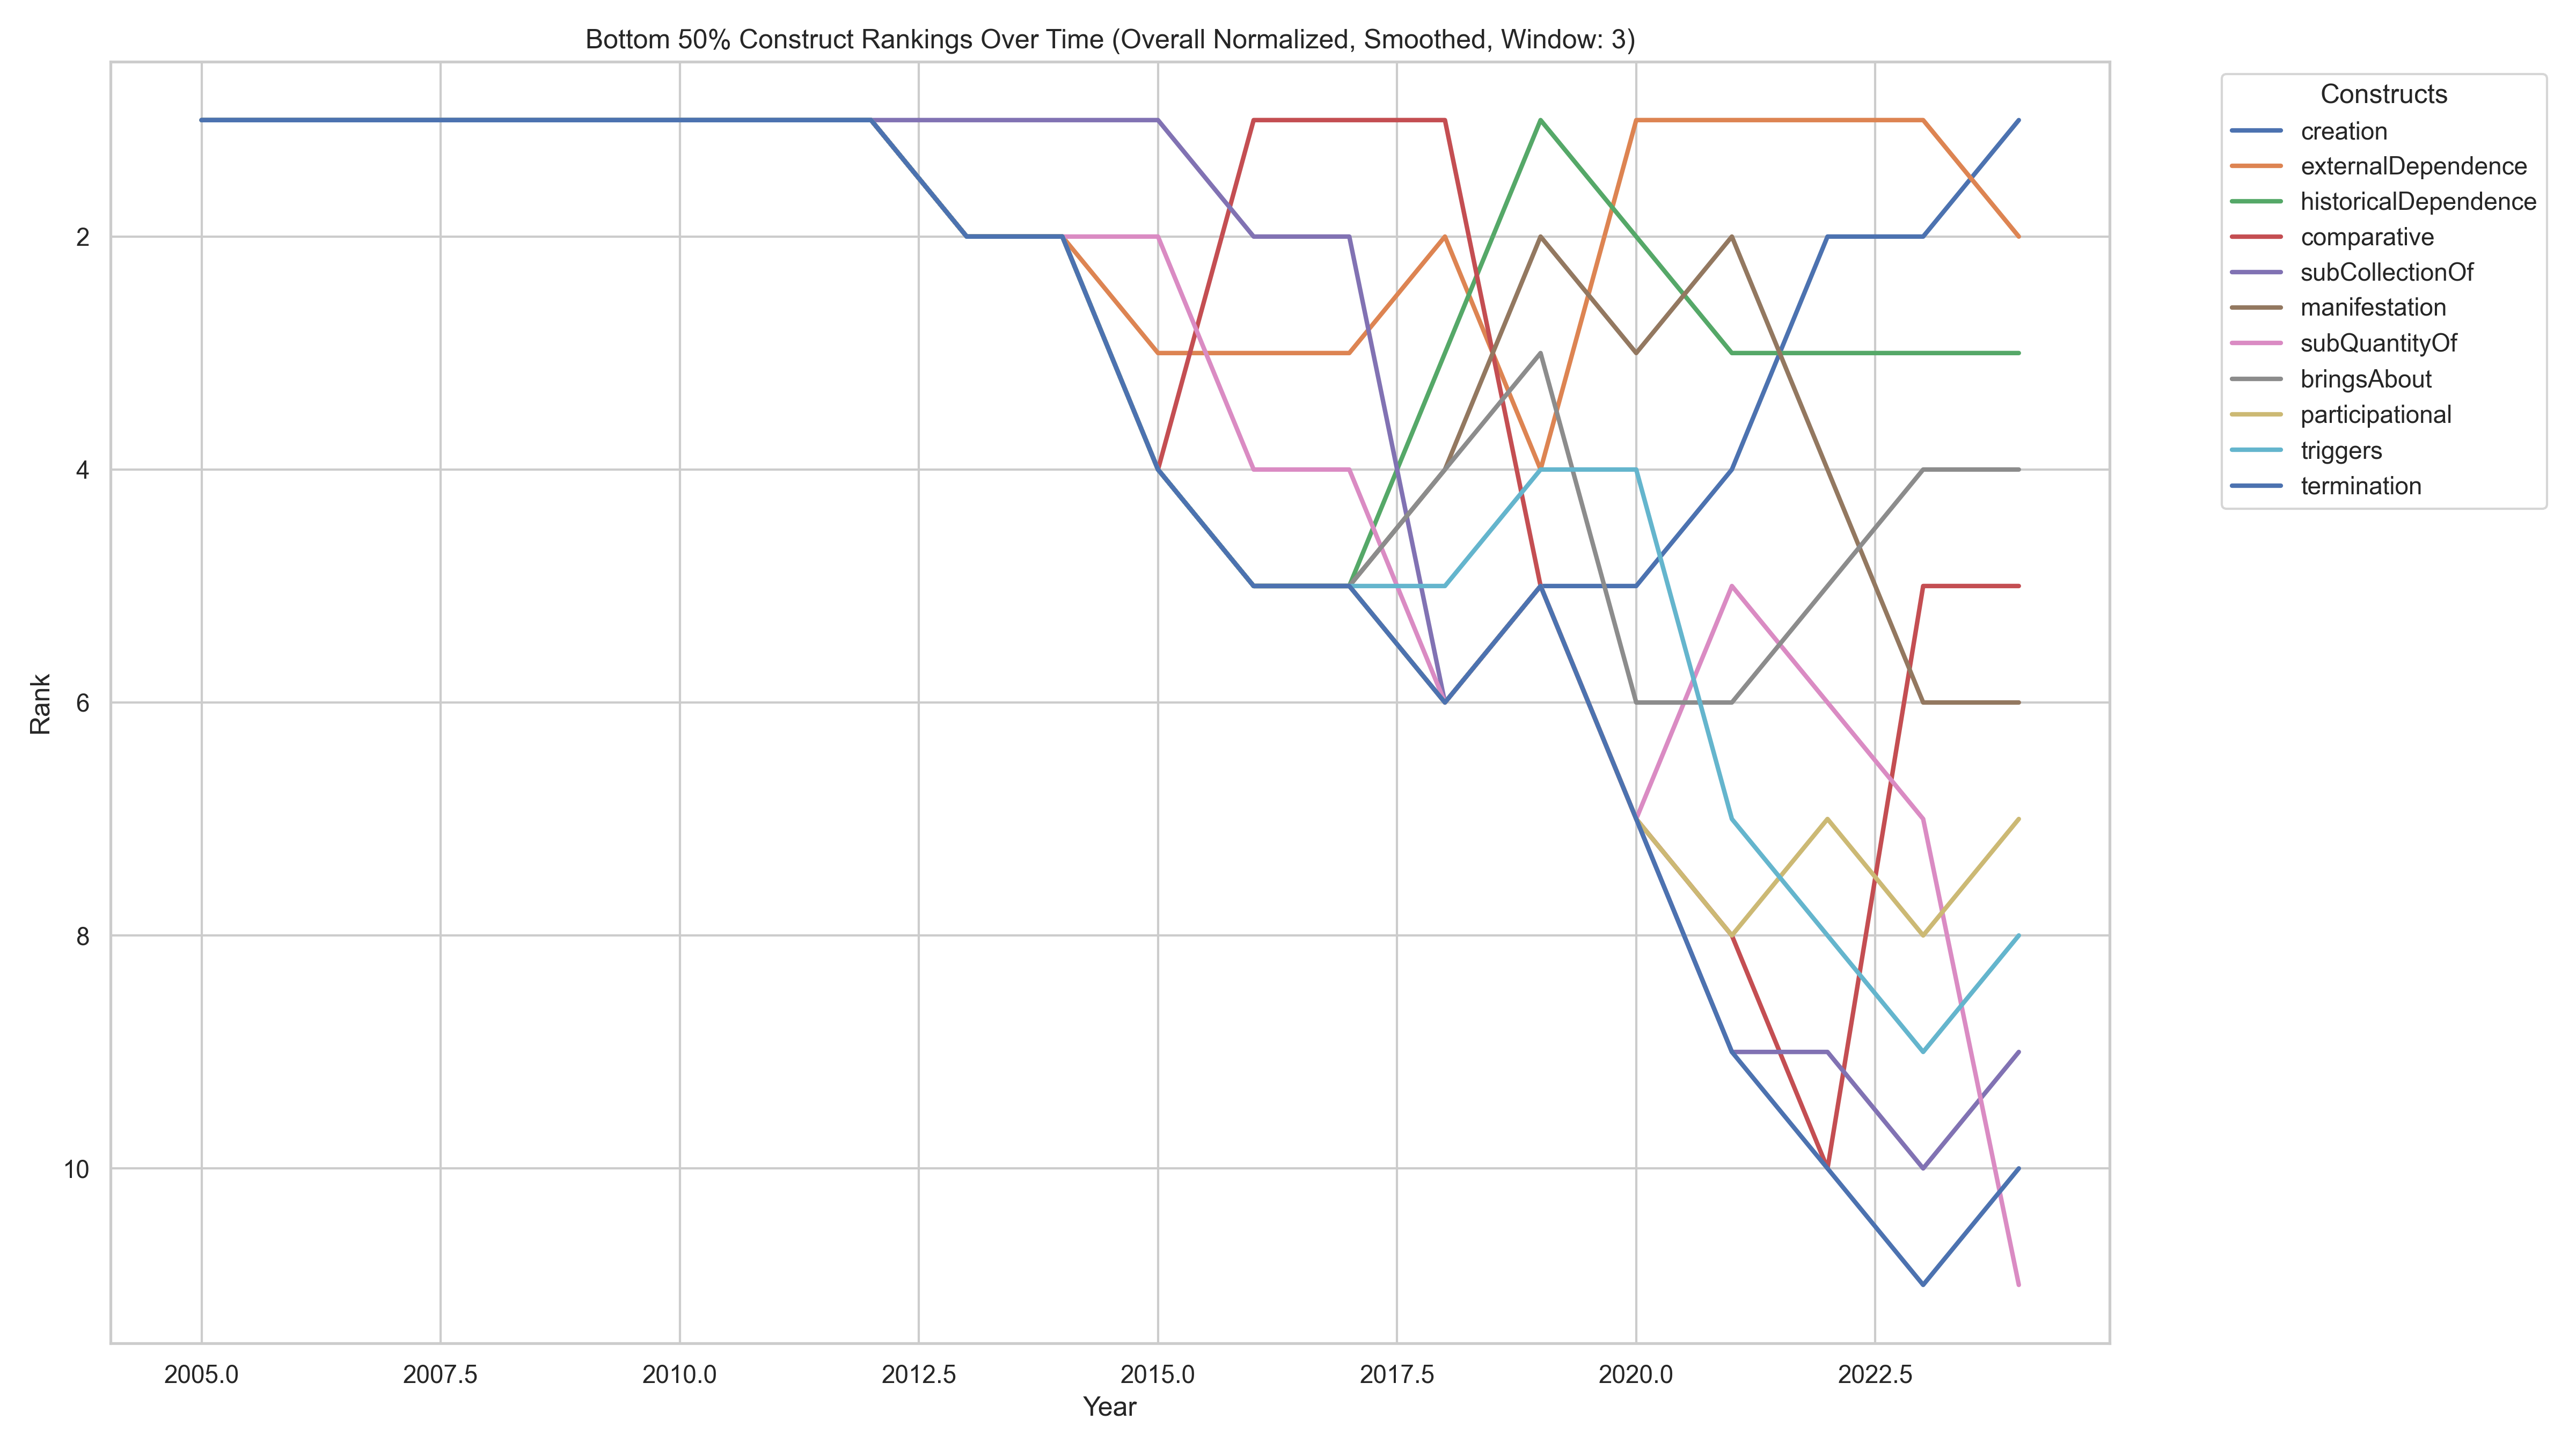 Bottom 50% Construct Rankings Over Time (Overall Normalized, Smoothed, Window: 3)
Constructs
creation
externalDependence
historicalDependence
comparative
subCollectionOf
manifestation
subQuantityOf
bringsAbout
participational
triggers
termination
Rank
2
4
6
8
10
2005.0 2007.5 2010.0 2012.5 2015.0 2017.5 2020.0 2022.5
Year